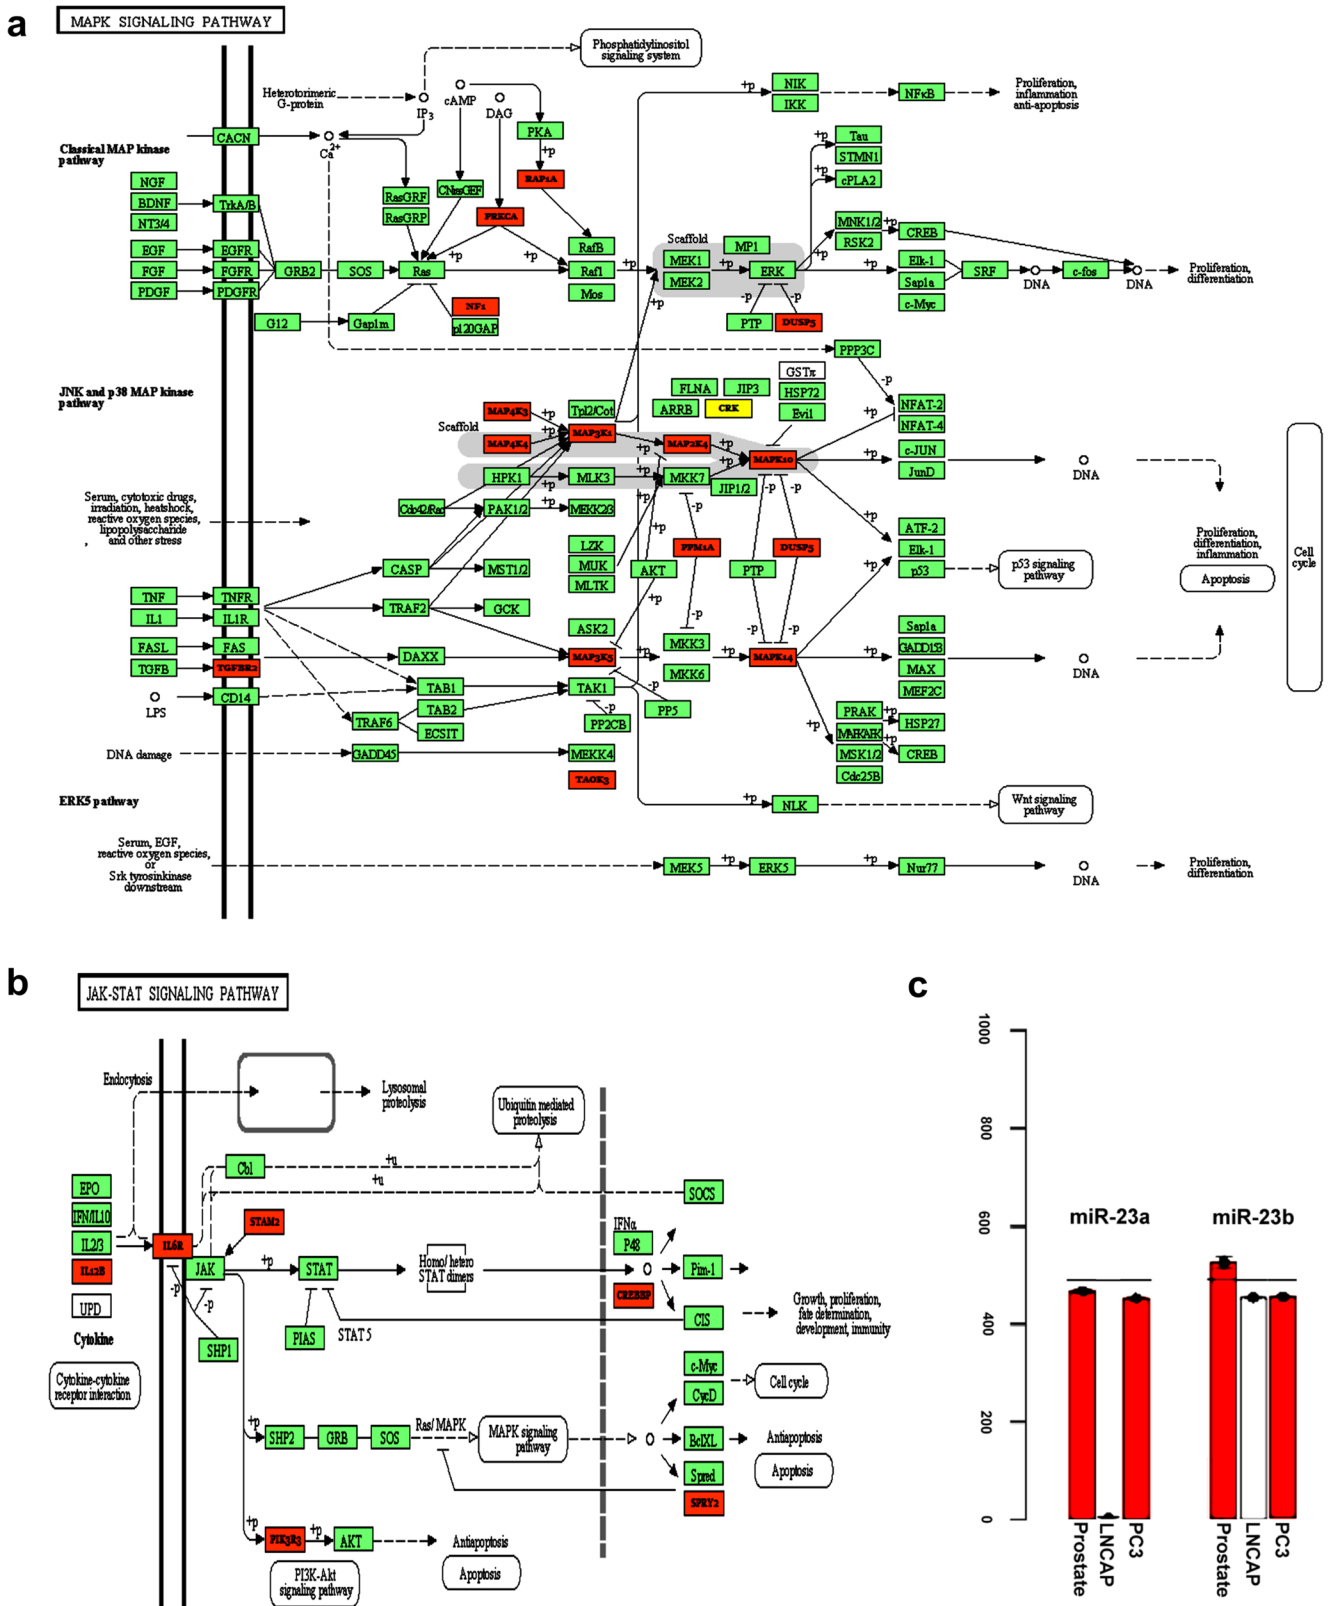 a
MAPK SIGNALING PATHWAY
Phosphatidylinositol
signaling system
Heterotorimeric
G-protein
IP3
cAMP
DAG
PKA
+p
NIK
IKK
+p
NFκB
Proliferation,
inflammation
anti-apoptosis
CACN
Ca2+
Classical MAP kinase
pathway
RAP1A
+p
Tau
STMN1
cPLA2
NGF
BDNF
NT3/4
TrkA/B
RasGRF
RasGRP
CNrasGEF
PRKCA
RafB
Scaffold
MP1
MNK1/2
RSK2
+p
CREB
EGF
EGFR
FGF
FGFR
PDGF
PDGFR
GRB2
SOS
Ras
+p
+p
+p
Raf1
Mos
+p
MEK1
MEK2
+p
ERK
+p
+p
Elk-1
Sap1a
c-Myc
SRF
DNA
c-fos
DNA
Proliferation,
differentiation
G12
Gap1m
NF1
p120GAP
+p
-p
-p
PTP
DUSP5
PPP3C
-p
JNK and p38 MAP kinase
pathway
GSTπ
HSP72
Evi1
FLNA
JIP3
ARRB
CRK
NFAT-2
NFAT-4
MAP4K3
MAP4K4
+p
+p
Tpl2/Cot
MAP3K1
+p
+p
MAP2K4
+p
MAPK10
+p
+p
c-JUN
JunD
DNA
Scaffold
HPK1
+p
MLK3
+p
MKK7
+p
JIP1/2
Cdc42/Rac
PAK1/2
+p
MEKK2/3
+p
-p
-p
-p
+p
Serum, cytotoxic drugs,
irradiation, heatshock,
reactive oxygen species,
lipopolysaccharide
, and other stress
LZK
MUK
MLTK
+p
PPM1A
DUSP5
AKT
PTP
ATF-2
Elk-1
p53
p53 signaling
pathway
Proliferation,
differentiation,
inflammation
Apoptosis
Cell
cycle
CASP
MST1/2
TNF
TNFR
IL1
IL1R
TRAF2
GCK
+p
-p
-p
-p
+p
FASL
FAS
TGFB
TGFBR2
DAXX
ASK2
MAP3K5
+p
MKK3
MKK6
+p
MAPK14
+p
Sap1a
GADD153
MAX
MEF2C
DNA
LPS
CD14
TAB1
TAB2
ECSIT
TRAF6
TAK1
-p
-p
PP5
PP2CB
+p
PRAK
MAPKAPK
MSK1/2
Cdc25B
+p
+p
HSP27
CREB
DNA damage
GADD45
MEKK4
TAOK3
ERK5 pathway
+p
NLK
Wnt signaling
pathway
Serum, EGF,
reactive oxygen species,
or
Srk tyrosinkinase
downstream
MEK5
+p
ERK5
+p
Nur77
DNA
Proliferation,
differentiation
b
JAK-STAT SIGNALING PATHWAY
Endocytosis
Lysosomal
proteolysis
Ubiquitin mediated
proteolysis
Cbl
+u
+u
EPO
IFN/IL10
IL2/3
IL12B
UPD
Cytokine
Cytokine-cytokine
receptor interaction
IL6R
STAM2
JAK
+p
STAT
Homo/ hetero
STAT dimers
IFNα
P48
CREBBP
SOCS
Pim-1
CIS
Growth, proliferation,
fate determination,
development, immunity
-p
-p
SHP1
PIAS
STAT5
c-Myc
CycD
Cell cycle
+p
SHP2
GRB
SOS
Ras/ MAPK
MAPK signaling
pathway
BclXL
Antiapoptosis
Apoptosis
Spred
SPRY2
+p
PIK3R3
+p
AKT
Antiapoptosis
PI3K-Akt
signaling pathway
Apoptosis
c
1000
800
600
400
200
0
miR-23a
miR-23b
Prostate
LNCAP
PC3
Prostate
LNCAP
PC3